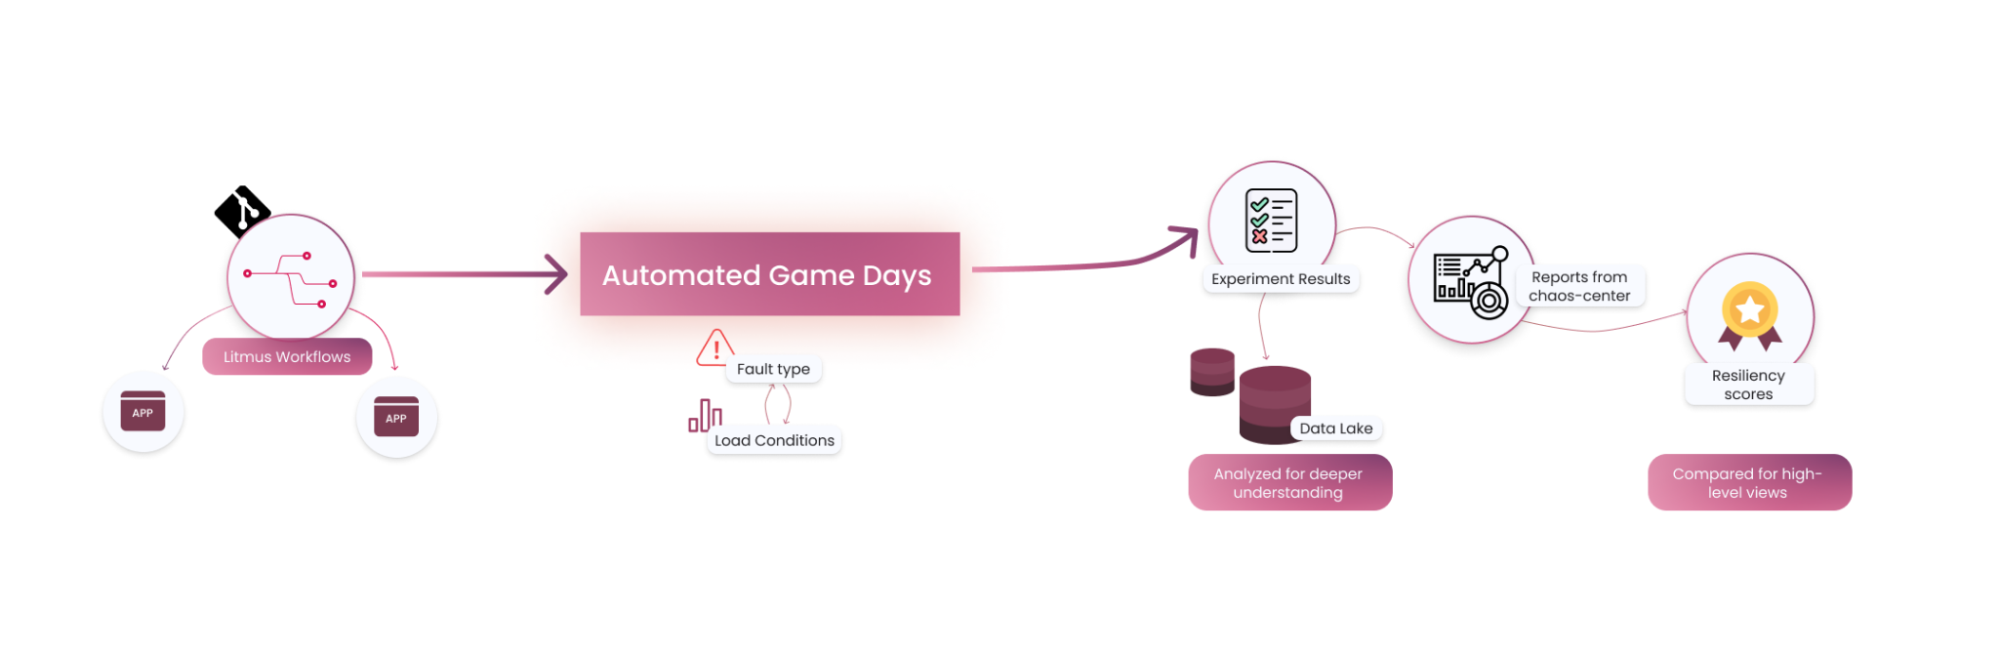 Litmus Workflows
APP
APP
Automated Game Days
Fault type
Load Conditions
Experiment Results
Reports from
chaos-center
Data Lake
Analyzed for deeper
understanding
Resiliency
scores
Compared for high-
level views